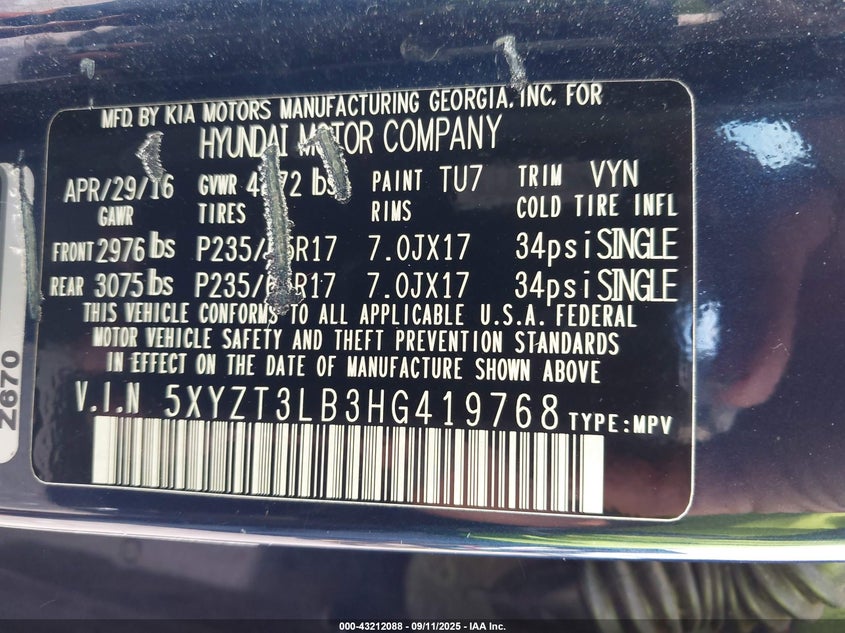 MFD. BY KIA MOTORS MANUFACTURING GEORGIA, INC. FOR
HYUNDAI MOTOR COMPANY
APR/29/16 GVWR lbs PAINT TU7 TRIM VYN
GAWR TIRES RIMS COLD TIRE INFL
FRONT 2976 lbs 7.0JX17 34psi SINGLE
REAR 3075 lbs 7.0JX17 34psi SINGLE
THIS VEHICLE CONFORMS TO ALL APPLICABLE U.S.A. FEDERAL
MOTOR VEHICLE SAFETY AND THEFT PREVENTION STANDARDS
IN EFFECT ON THE DATE OF MANUFACTURE SHOWN ABOVE
V.I.N 5XYZT3LB3HG419768 TYPE:MPV
Z670
000-43212088 - 09/11/2025 - IAA Inc.